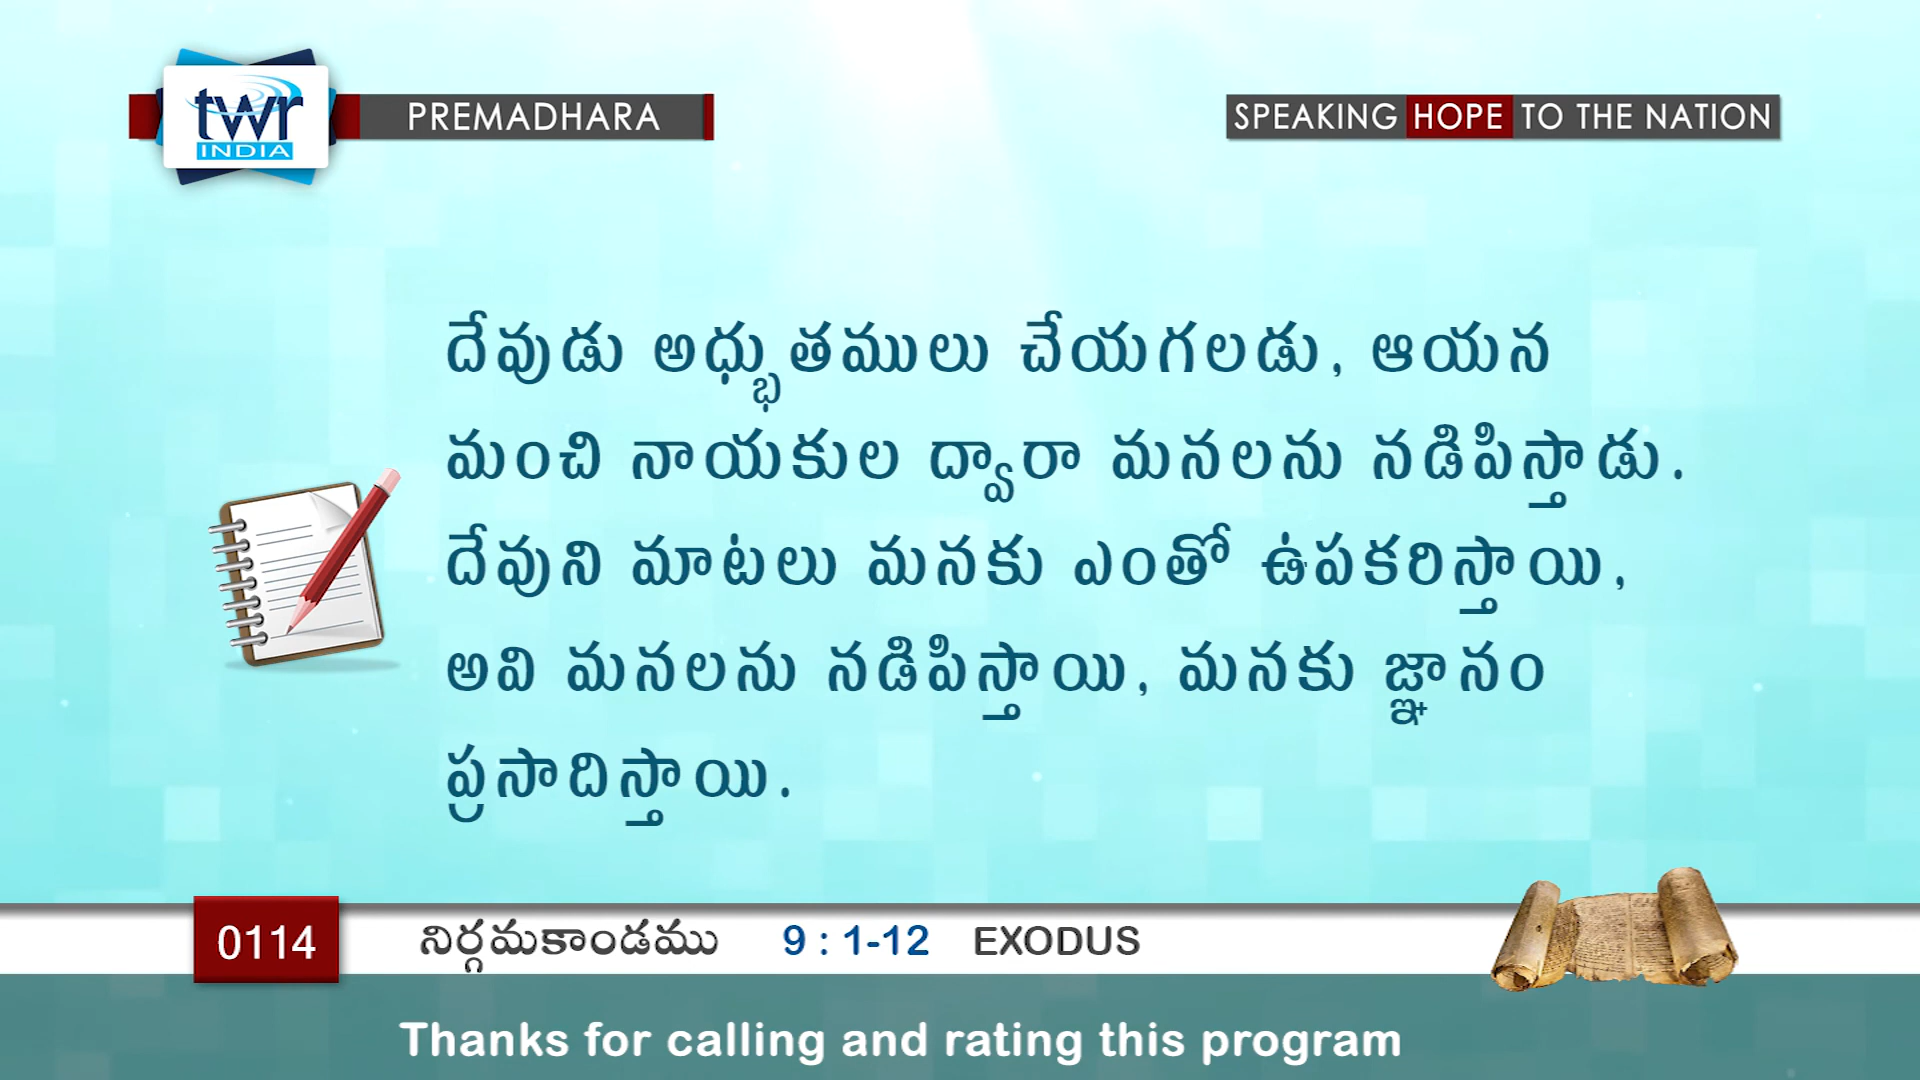 twr
INDIA
PREMADHARA
SPEAKING HOPE TO THE NATION
దేవుడు అధ్భుతములు చేయగలడు, ఆయన
మంచి నాయకుల ద్వారా మనలను నడిపిస్తాడు.
దేవుని మాటలు మనకు ఎంతో ఉపకరిస్తాయి,
అవి మనలను నడిపిస్తాయి, మనకు జ్ఞానం
ప్రసాదిస్తాయి.
0114 నిర్గమకాండము 9 : 1-12 EXODUS
Thanks for calling and rating this program